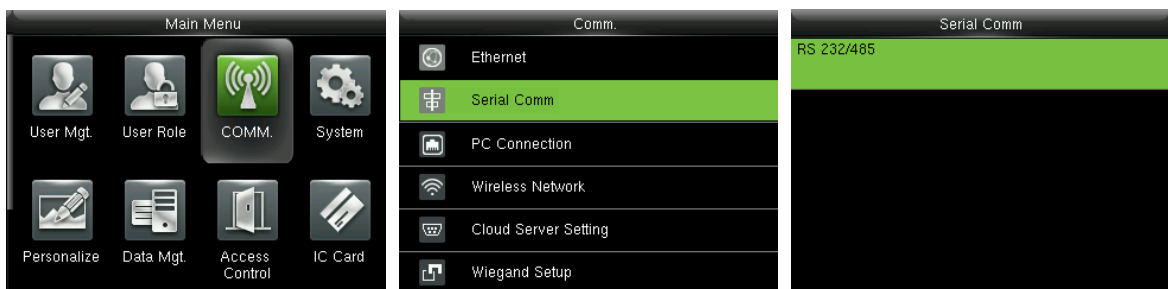 Main Menu
User Mgt.
User Role
COMM.
System
Personalize
Data Mgt.
Access
Control
IC Card
Comm.
Ethernet
Serial Comm
PC Connection
Wireless Network
Cloud Server Setting
Wiegand Setup
Serial Comm
RS 232/485